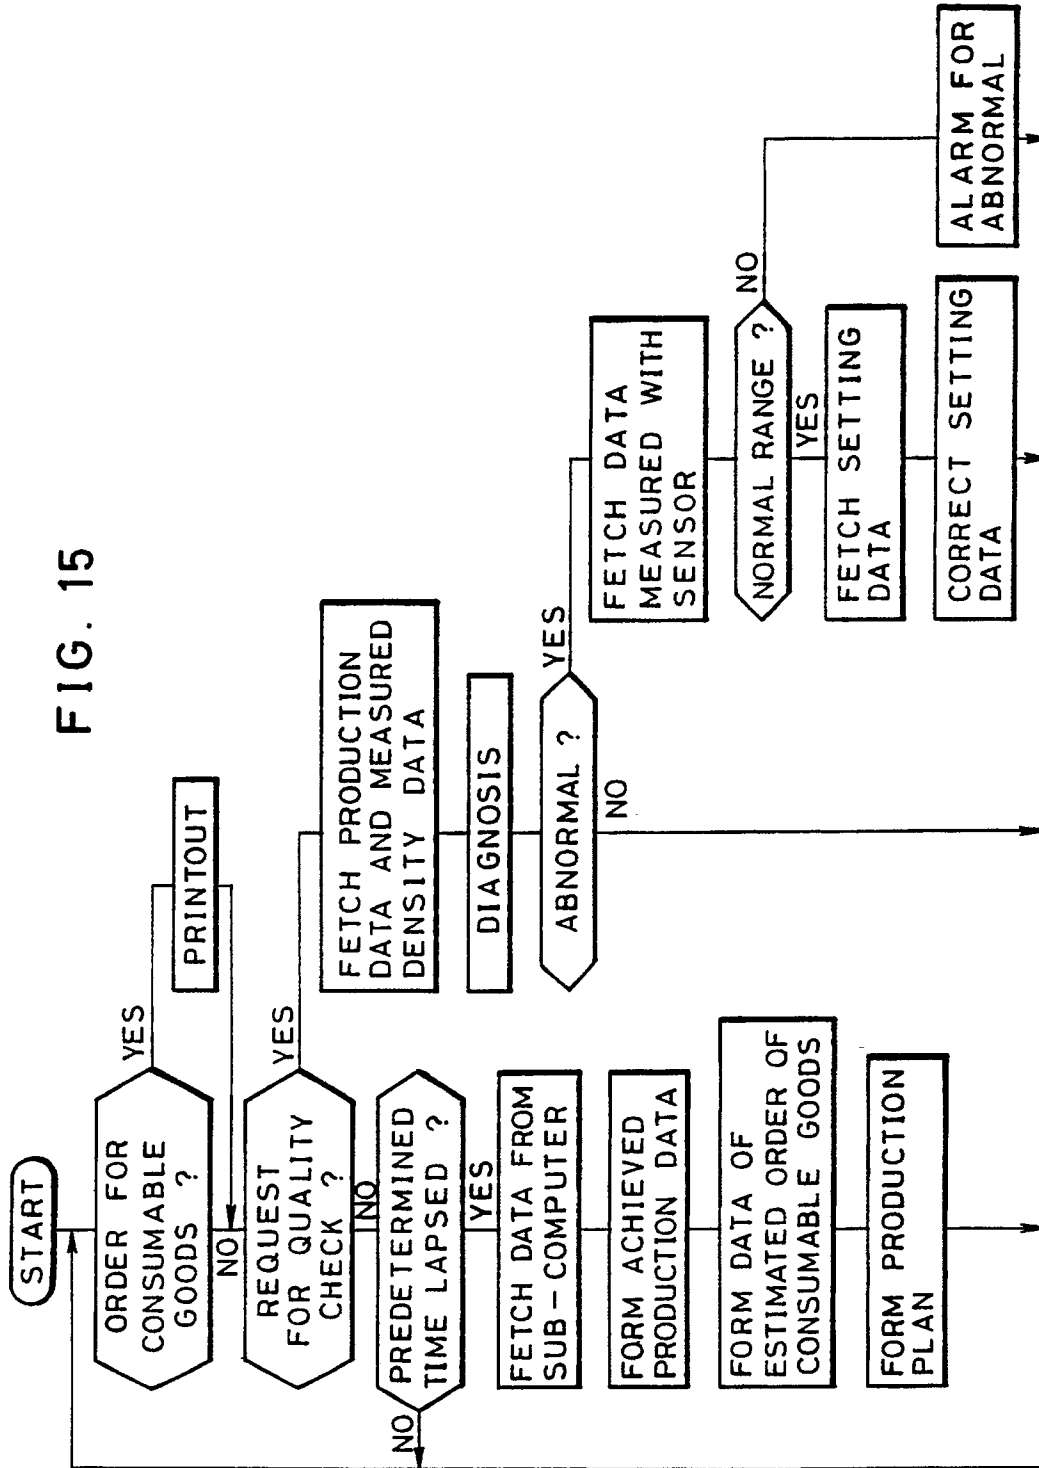 FIG. 15
START
ORDER FOR
CONSUMABLE
GOODS ?
YES
PRINTOUT
NO
REQUEST
FOR QUALITY
CHECK ?
YES
NO
FETCH PRODUCTION
DATA AND MEASURED
DENSITY DATA
DIAGNOSIS
ABNORMAL ?
YES
NO
FETCH DATA
MEASURED WITH
SENSOR
NORMAL RANGE ?
NO
YES
FETCH SETTING
DATA
CORRECT SETTING
DATA
ALARM FOR
ABNORMAL
PREDETERMINED
TIME LAPSED ?
NO
YES
FETCH DATA FROM
SUB-COMPUTER
FORM ACHIEVED
PRODUCTION DATA
FORM DATA OF
ESTIMATED ORDER OF
CONSUMABLE GOODS
FORM PRODUCTION
PLAN